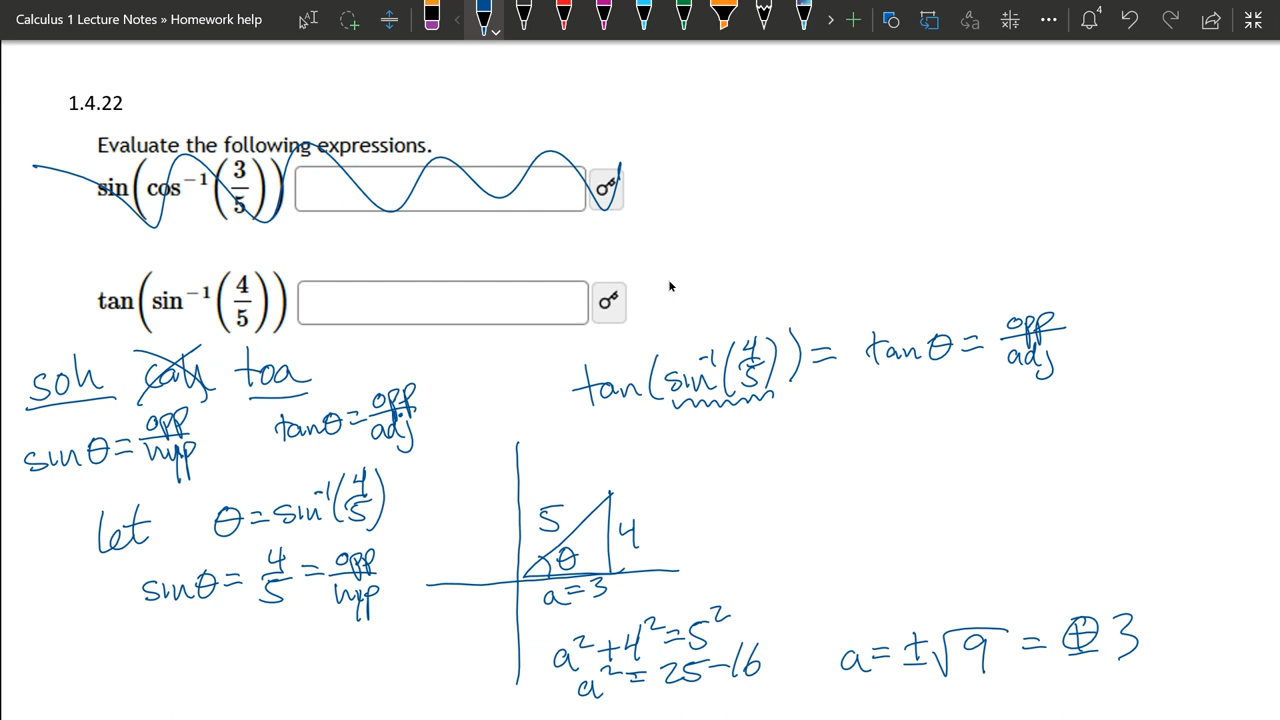 Calculus 1 Lecture Notes » Homework help
4
1.4.22
Evaluate the following expressions.
sin(cos⁻¹(3/5))
tan(sin⁻¹(4/5))
tan(sin⁻¹(4/5)) = tanθ = opp/adj
soh cah toa
sinθ = opp/hyp tanθ = opp/adj
let θ = sin⁻¹(4/5)
sinθ = 4/5 = opp/hyp
5 4
θ
a = 3
a² + 4² = 5²
a² = 25 - 16
a = ±√9 = ± 3